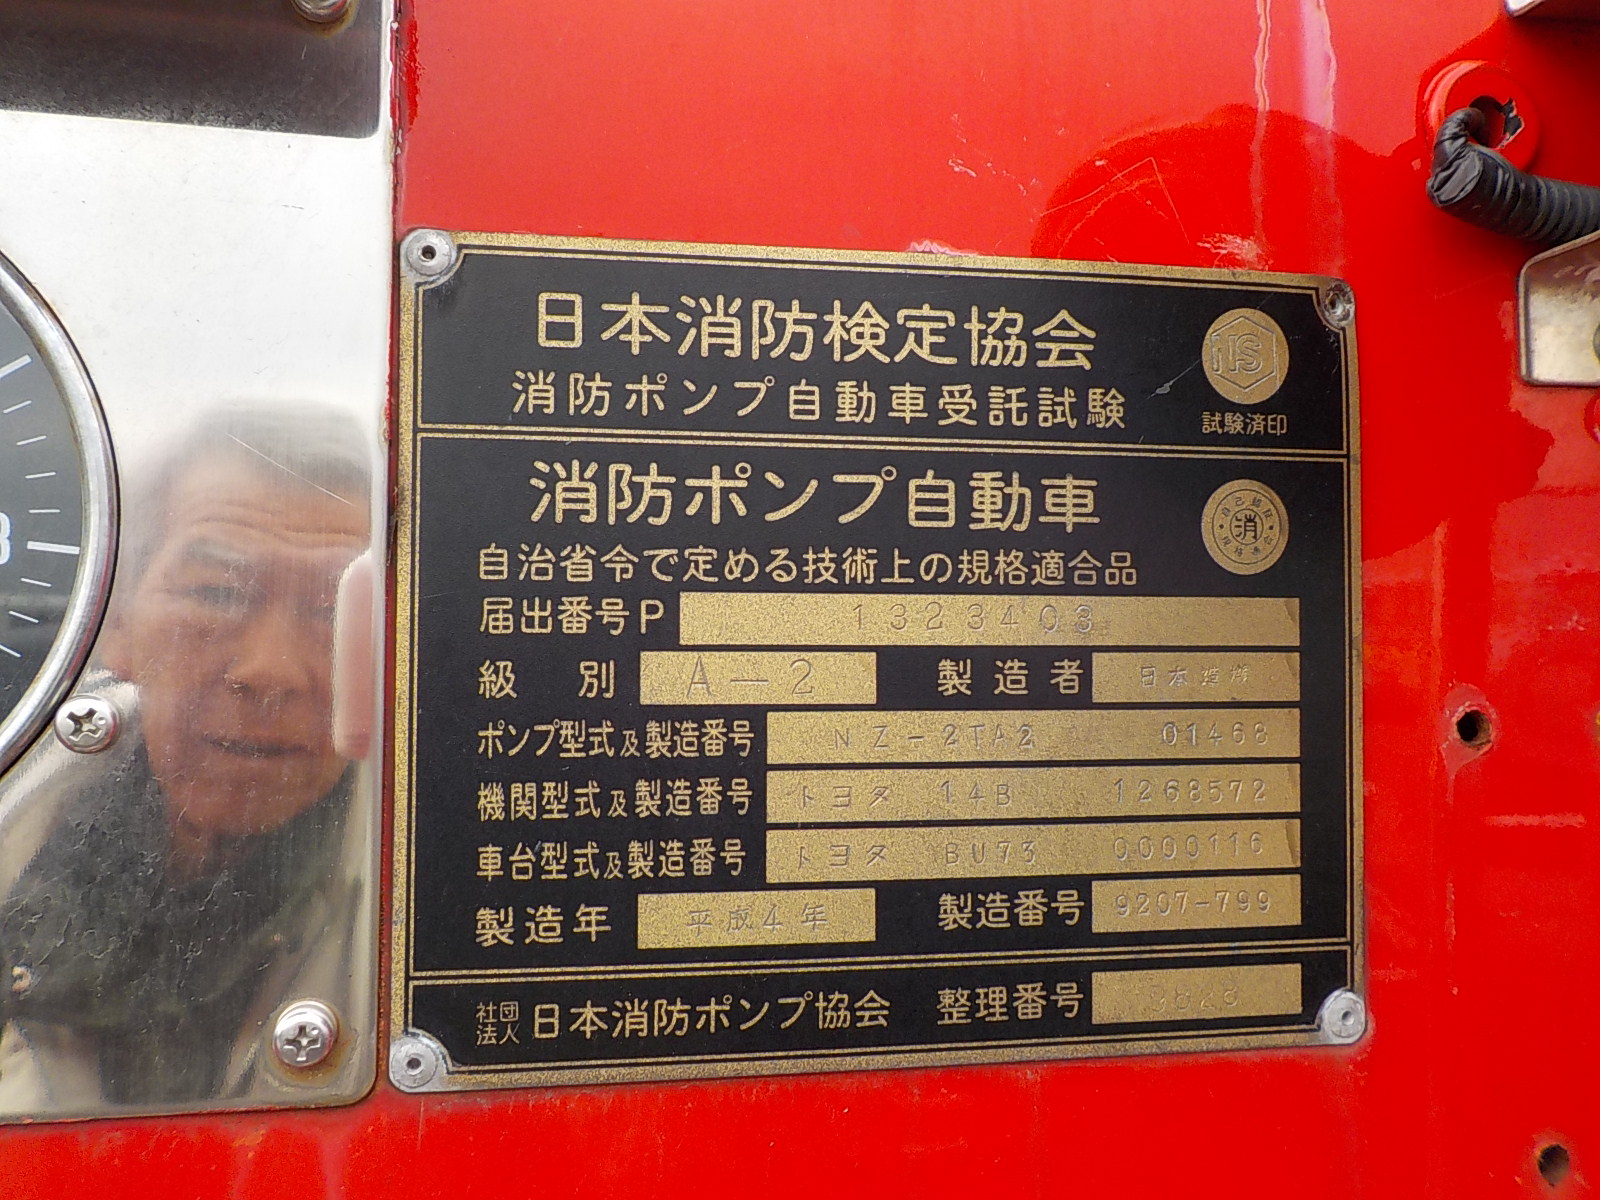 日本消防検定協会
消防ポンプ自動車受託試験
NS
試験済印
消防ポンプ自動車
消
自治省令で定める技術上の規格適合品
届出番号P 1323403
級別 A-2 製造者 日本造機
ポンプ型式及製造番号 NZ-2TA2 01468
機関型式及製造番号 トヨタ 14B 1268572
車台型式及製造番号 トヨタ BU73 0000116
製造年 平成4年 製造番号 9207-799
社団法人 日本消防ポンプ協会 整理番号 3828